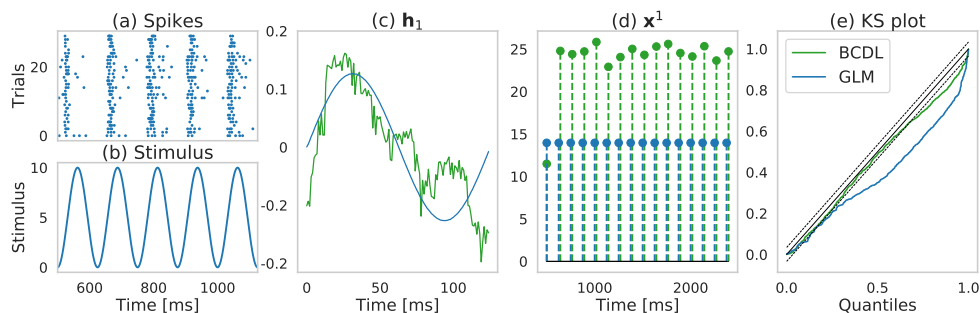 (a) Spikes
Trials
20
0
(b) Stimulus
Stimulus
10
5
0
600 800 1000
Time [ms]
(c) h1
0.2
0.1
0
-0.1
-0.2
0 50 100
Time [ms]
(d) x1
25
20
15
10
5
0
1000 2000
Time [ms]
(e) KS plot
BCDL
GLM
1.0
0.8
0.6
0.4
0.2
0.0
0.0 0.5 1.0
Quantiles